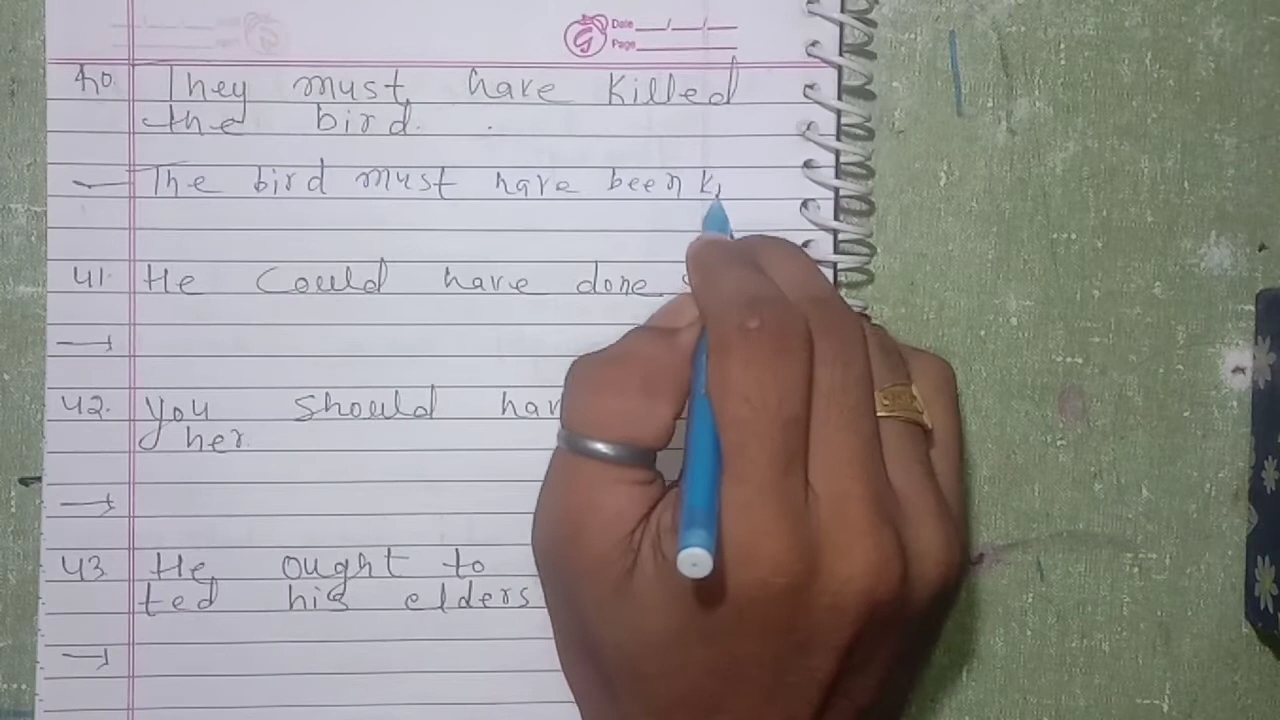 Date
Page
40. They must have killed
the bird.
The bird must have been
41. He could have done
→
42. you should
her.
→
43. He ought to
ted his elders
→